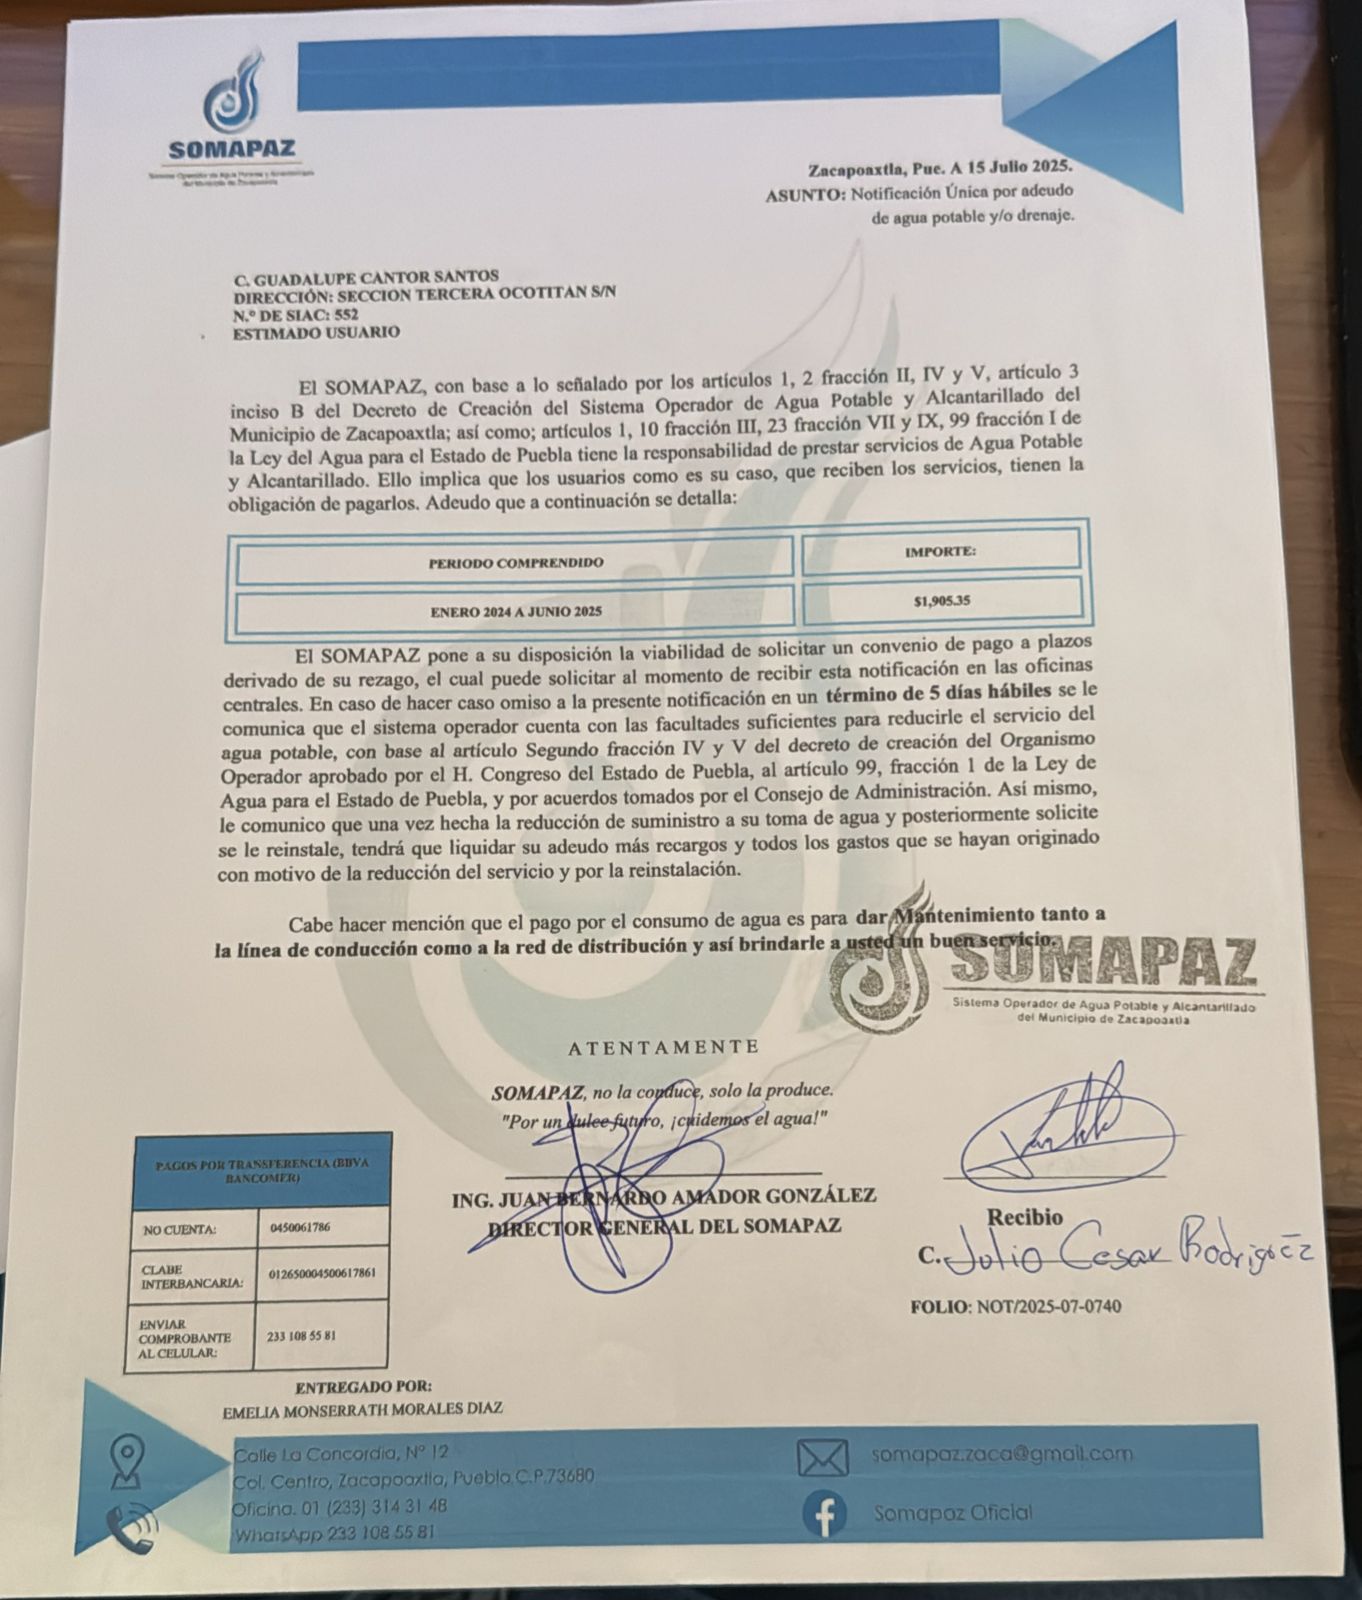 SOMAPAZ
Sistema Operador de Agua Potable y Alcantarillado
del Municipio de Zacapoaxtla
Zacapoaxtla, Pue. A 15 Julio 2025.
ASUNTO: Notificación Única por adeudo
de agua potable y/o drenaje.
C. GUADALUPE CANTOR SANTOS
DIRECCIÓN: SECCION TERCERA OCOTITAN S/N
N.º DE SIAC: 552
ESTIMADO USUARIO
El SOMAPAZ, con base a lo señalado por los artículos 1, 2 fracción II, IV y V, artículo 3
inciso B del Decreto de Creación del Sistema Operador de Agua Potable y Alcantarillado del
Municipio de Zacapoaxtla; así como; artículos 1, 10 fracción III, 23 fracción VII y IX, 99 fracción I de
la Ley del Agua para el Estado de Puebla tiene la responsabilidad de prestar servicios de Agua Potable
y Alcantarillado. Ello implica que los usuarios como es su caso, que reciben los servicios, tienen la
obligación de pagarlos. Adeudo que a continuación se detalla:
PERIODO COMPRENDIDO IMPORTE:
ENERO 2024 A JUNIO 2025 $1,905.35
El SOMAPAZ pone a su disposición la viabilidad de solicitar un convenio de pago a plazos
derivado de su rezago, el cual puede solicitar al momento de recibir esta notificación en las oficinas
centrales. En caso de hacer caso omiso a la presente notificación en un término de 5 días hábiles se le
comunica que el sistema operador cuenta con las facultades suficientes para reducirle el servicio del
agua potable, con base al artículo Segundo fracción IV y V del decreto de creación del Organismo
Operador aprobado por el H. Congreso del Estado de Puebla, al artículo 99, fracción 1 de la Ley de
Agua para el Estado de Puebla, y por acuerdos tomados por el Consejo de Administración. Así mismo,
le comunico que una vez hecha la reducción de suministro a su toma de agua y posteriormente solicite
se le reinstale, tendrá que liquidar su adeudo más recargos y todos los gastos que se hayan originado
con motivo de la reducción del servicio y por la reinstalación.
Cabe hacer mención que el pago por el consumo de agua es para dar Mantenimiento tanto a
la línea de conducción como a la red de distribución y así brindarle a usted un buen servicio.
SOMAPAZ
Sistema Operador de Agua Potable y Alcantarillado
del Municipio de Zacapoaxtla
ATENTAMENTE
SOMAPAZ, no la conduce, solo la produce.
"Por un dulce futuro, ¡cuidemos el agua!"
ING. JUAN BERNARDO AMADOR GONZÁLEZ
DIRECTOR GENERAL DEL SOMAPAZ
Recibio
C. Julio Cesar Rodriguez
FOLIO: NOT/2025-07-0740
PAGOS POR TRANSFERENCIA (BBVA
BANCOMER)
NO CUENTA: 0450061786
CLABE
INTERBANCARIA: 012650004500617861
ENVIAR
COMPROBANTE
AL CELULAR: 233 108 55 81
ENTREGADO POR:
EMELIA MONSERRATH MORALES DIAZ
Calle La Concordia, Nº 12
Col. Centro, Zacapoaxtla, Puebla.C.P.73680
Oficina. 01 (233) 314 31 48
WhatsApp 233 108 55 81
somapaz.zaca@gmail.com
Somapaz Oficial